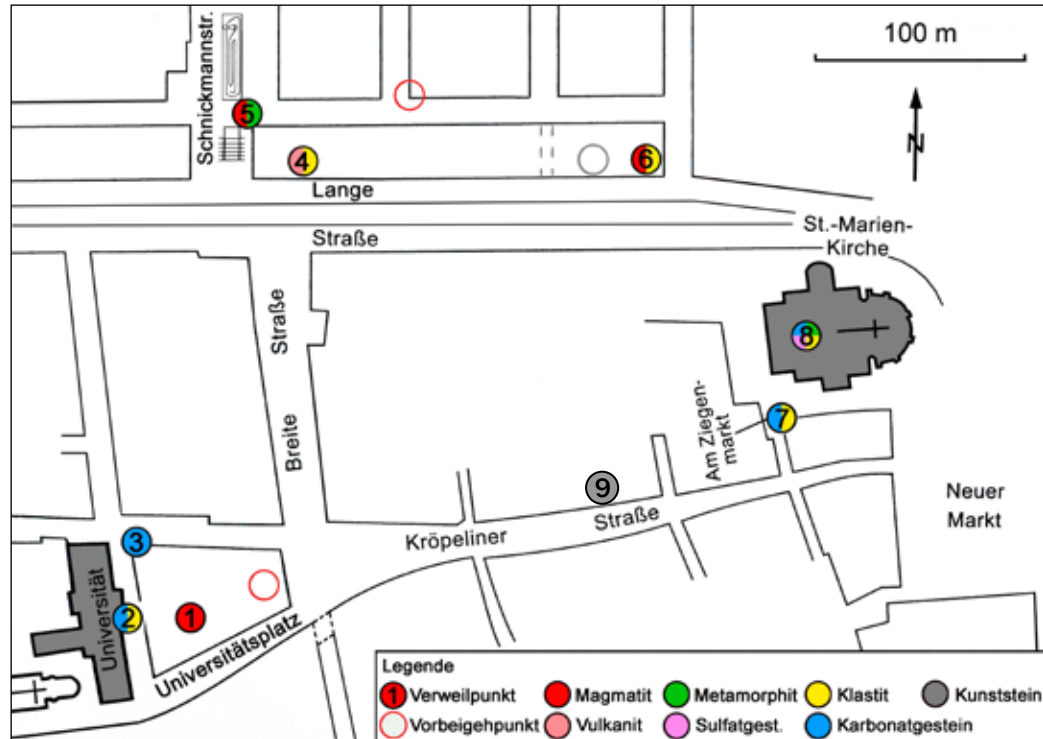 Schnickmannstr.
100 m
N
5
4
6
Lange
Straße
St.-Marien-
Kirche
8
Straße
Breite
Am Ziegen-
markt
7
9
Straße
Kröpeliner
Neuer
Markt
3
2
1
Universität
Universitätsplatz
Legende
1 Verweilpunkt
Magmatit
Metamorphit
Klastit
Kunststein
Vorbeigehpunkt
Vulkanit
Sulfatgest.
Karbonatgestein